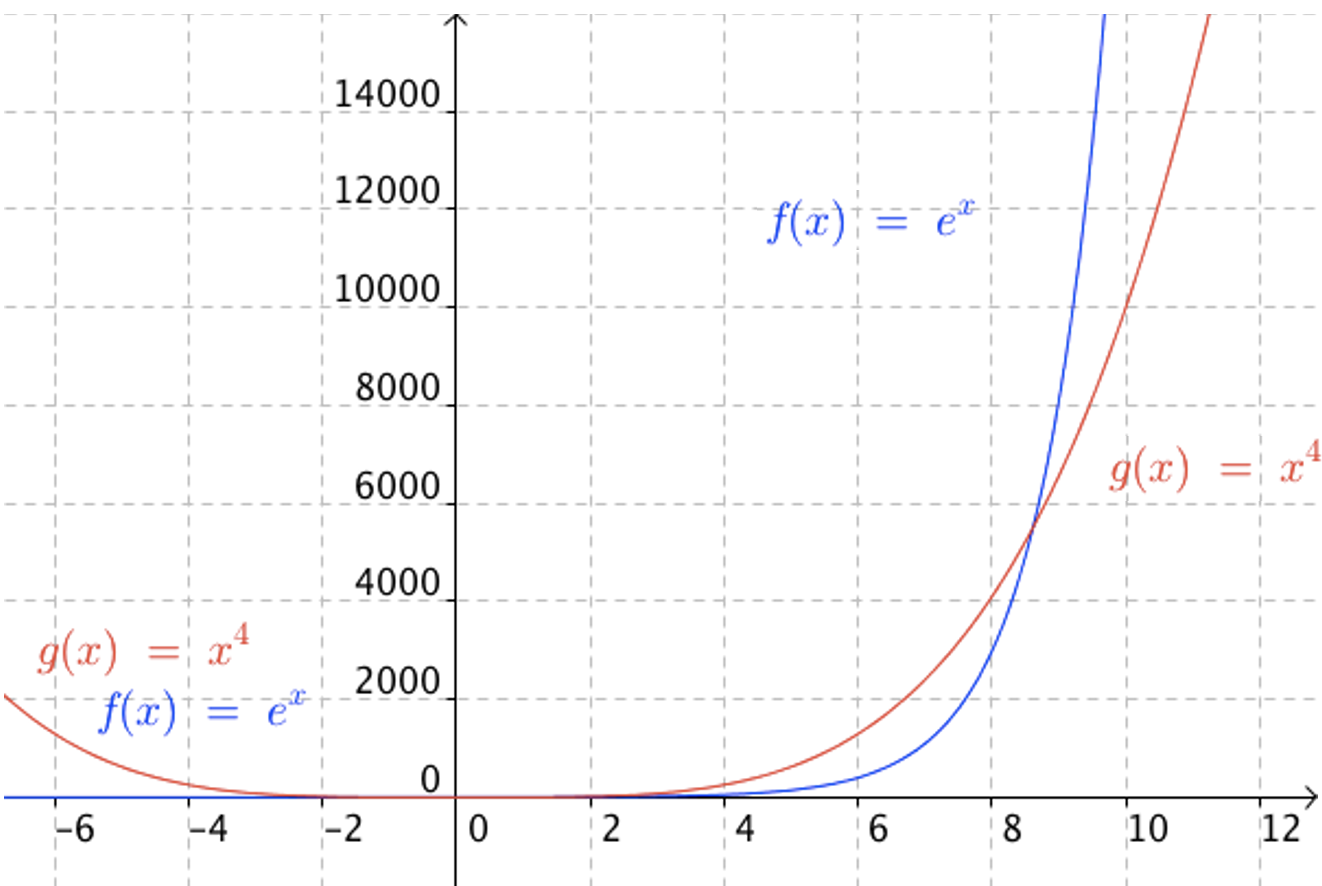 14000
12000
f(x) = e^x
10000
8000
g(x) = x^4
6000
4000
g(x) = x^4
2000
f(x) = e^x
0
-6 -4 -2 0 2 4 6 8 10 12